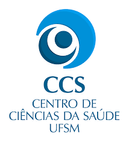 CCS
CENTRO DE
CIÊNCIAS DA SAÚDE
UFSM